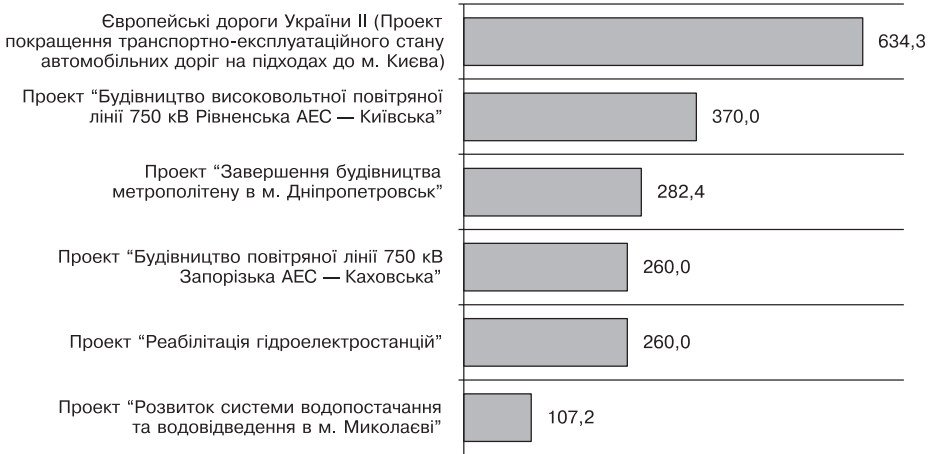 Європейські дороги України II (Проект
покращення транспортно-експлуатаційного стану
автомобільних доріг на підходах до м. Києва)
634,3
Проект “Будівництво високовольтної повітряної
лінії 750 кВ Рівненська АЕС — Київська”
370,0
Проект “Завершення будівництва
метрополітену в м. Дніпропетровськ”
282,4
Проект “Будівництво повітряної лінії 750 кВ
Запорізька АЕС — Каховська”
260,0
Проект “Реабілітація гідроелектростанцій”
260,0
Проект “Розвиток системи водопостачання
та водовідведення в м. Миколаєві”
107,2